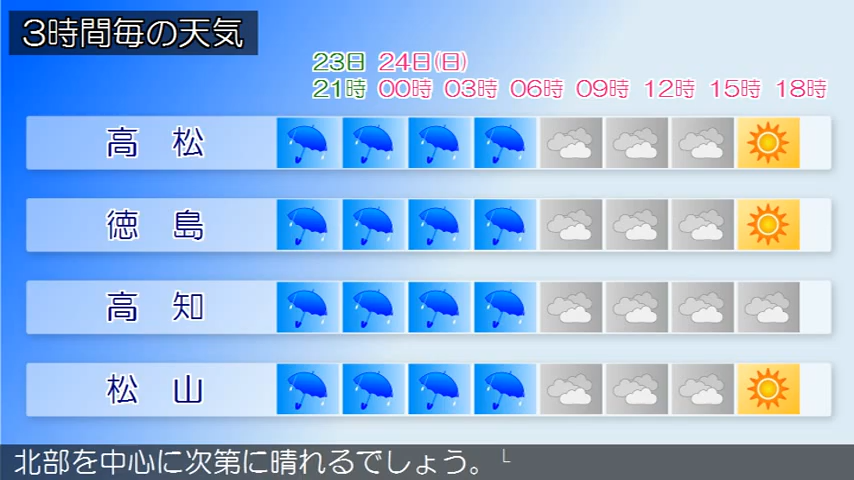 3時間毎の天気
23日 24日(日)
21時 00時 03時 06時 09時 12時 15時 18時
高 松
徳 島
高 知
松 山
北部を中心に次第に晴れるでしょう。└